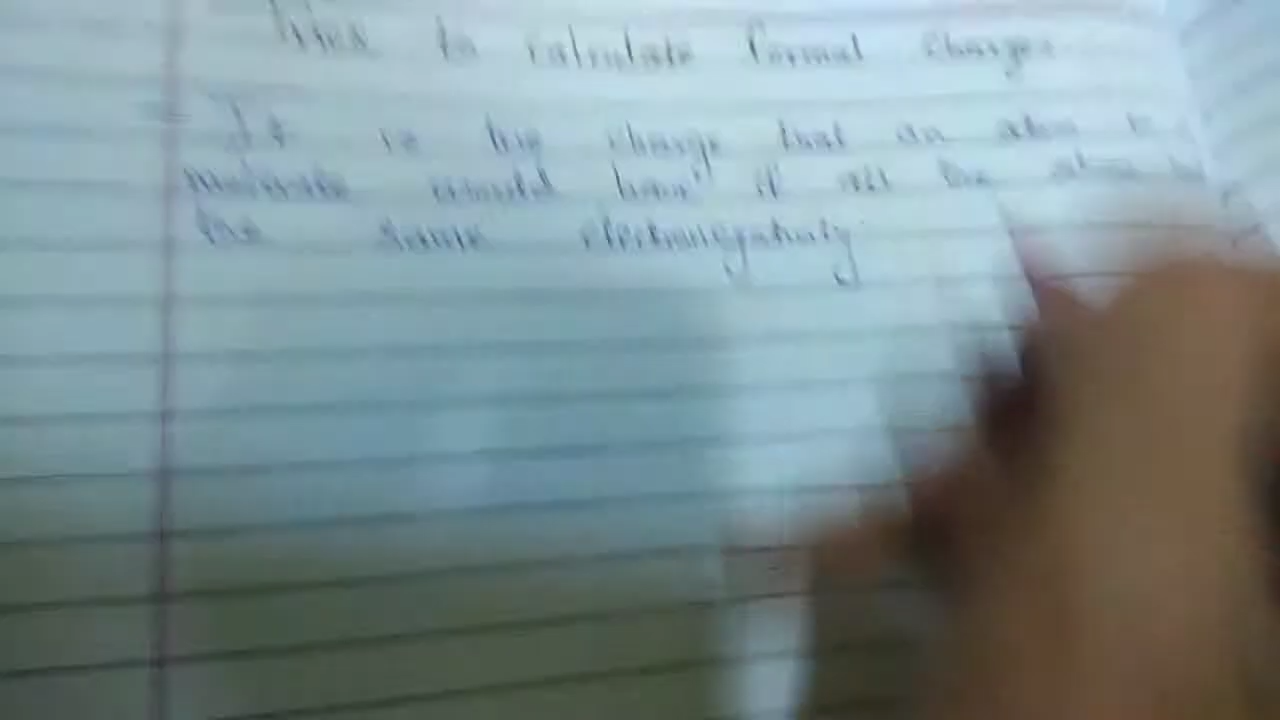 to calculate formal charge
It is the charge that an atom in
molecule would have if all the atoms
the same electronegativity